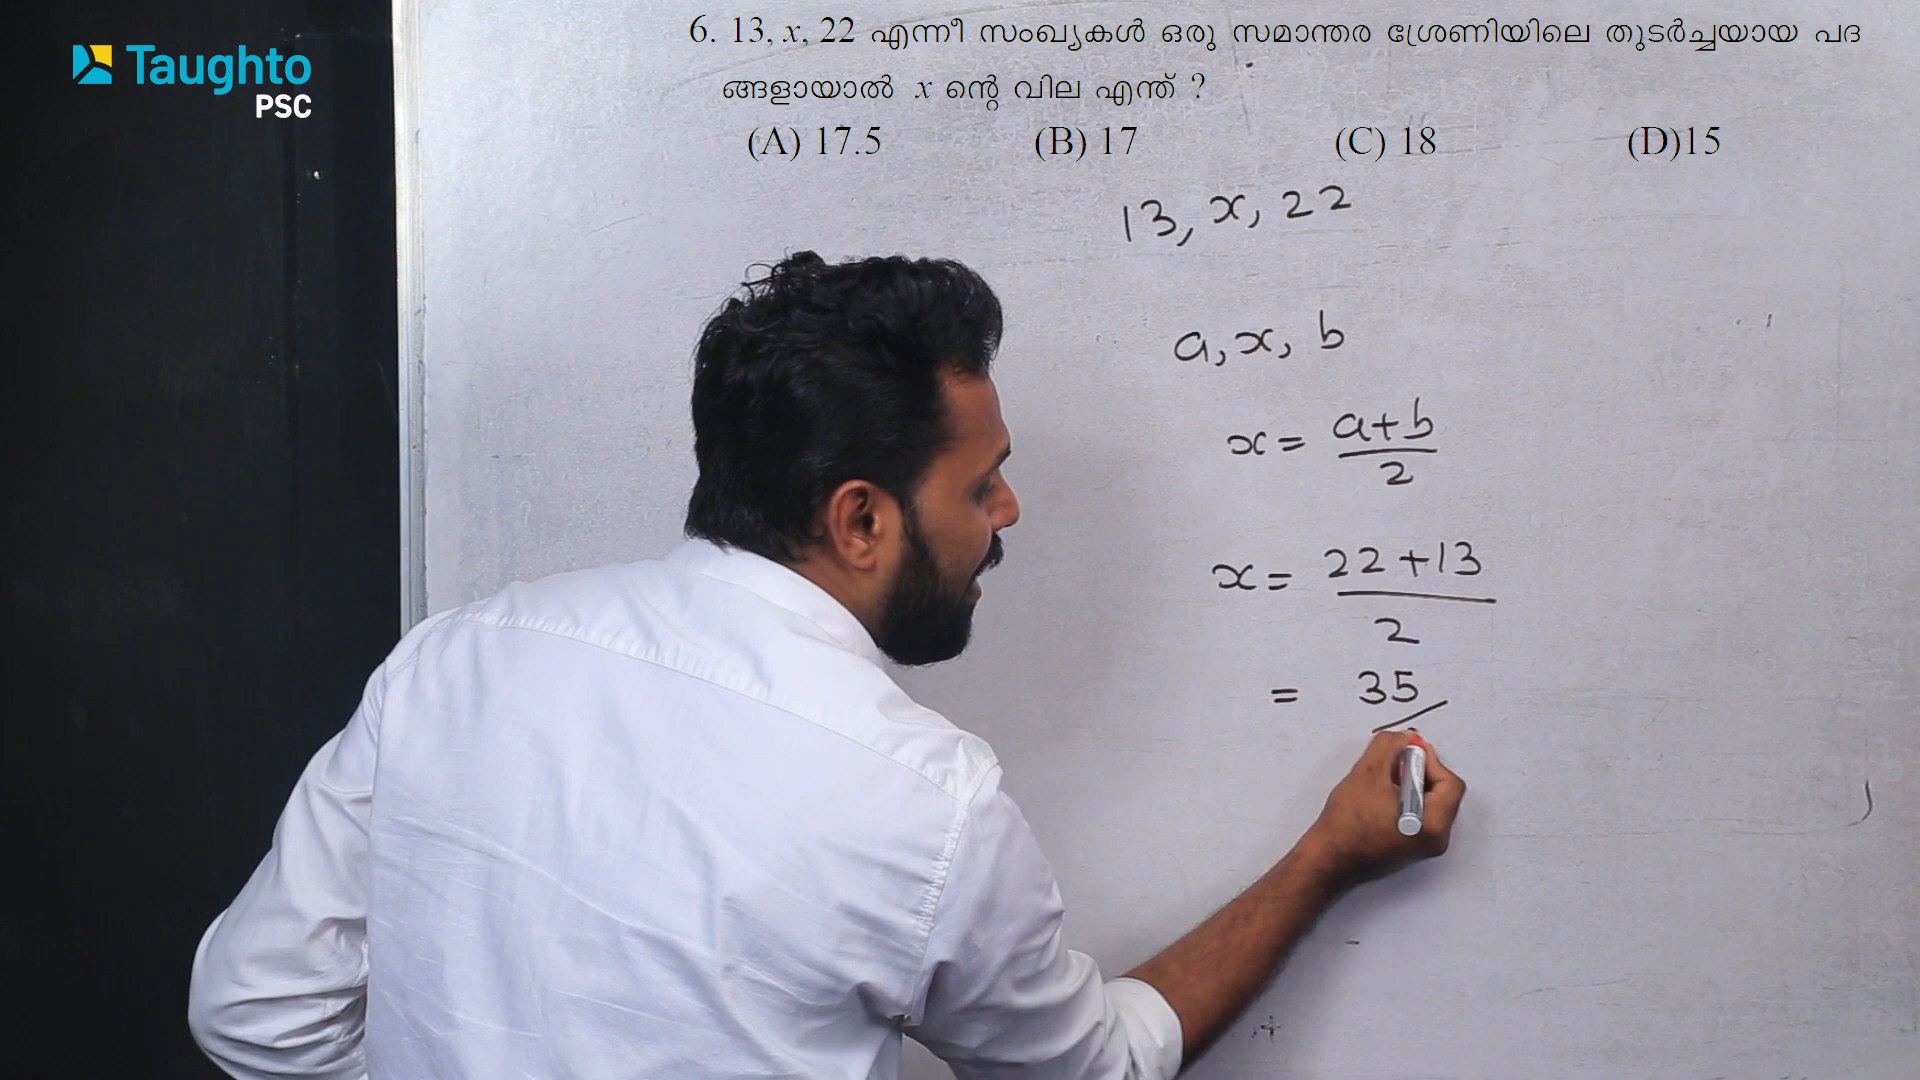 Taughto
PSC
6. 13, x, 22 എന്നീ സംഖ്യകൾ ഒരു സമാന്തര ശ്രേണിയിലെ തുടർച്ചയായ പദ
ങ്ങളായാൽ x ന്റെ വില എന്ത് ?
(A) 17.5 (B) 17 (C) 18 (D)15
13, x, 22
a, x, b
x = a+b
2
x = 22+13
2
= 35